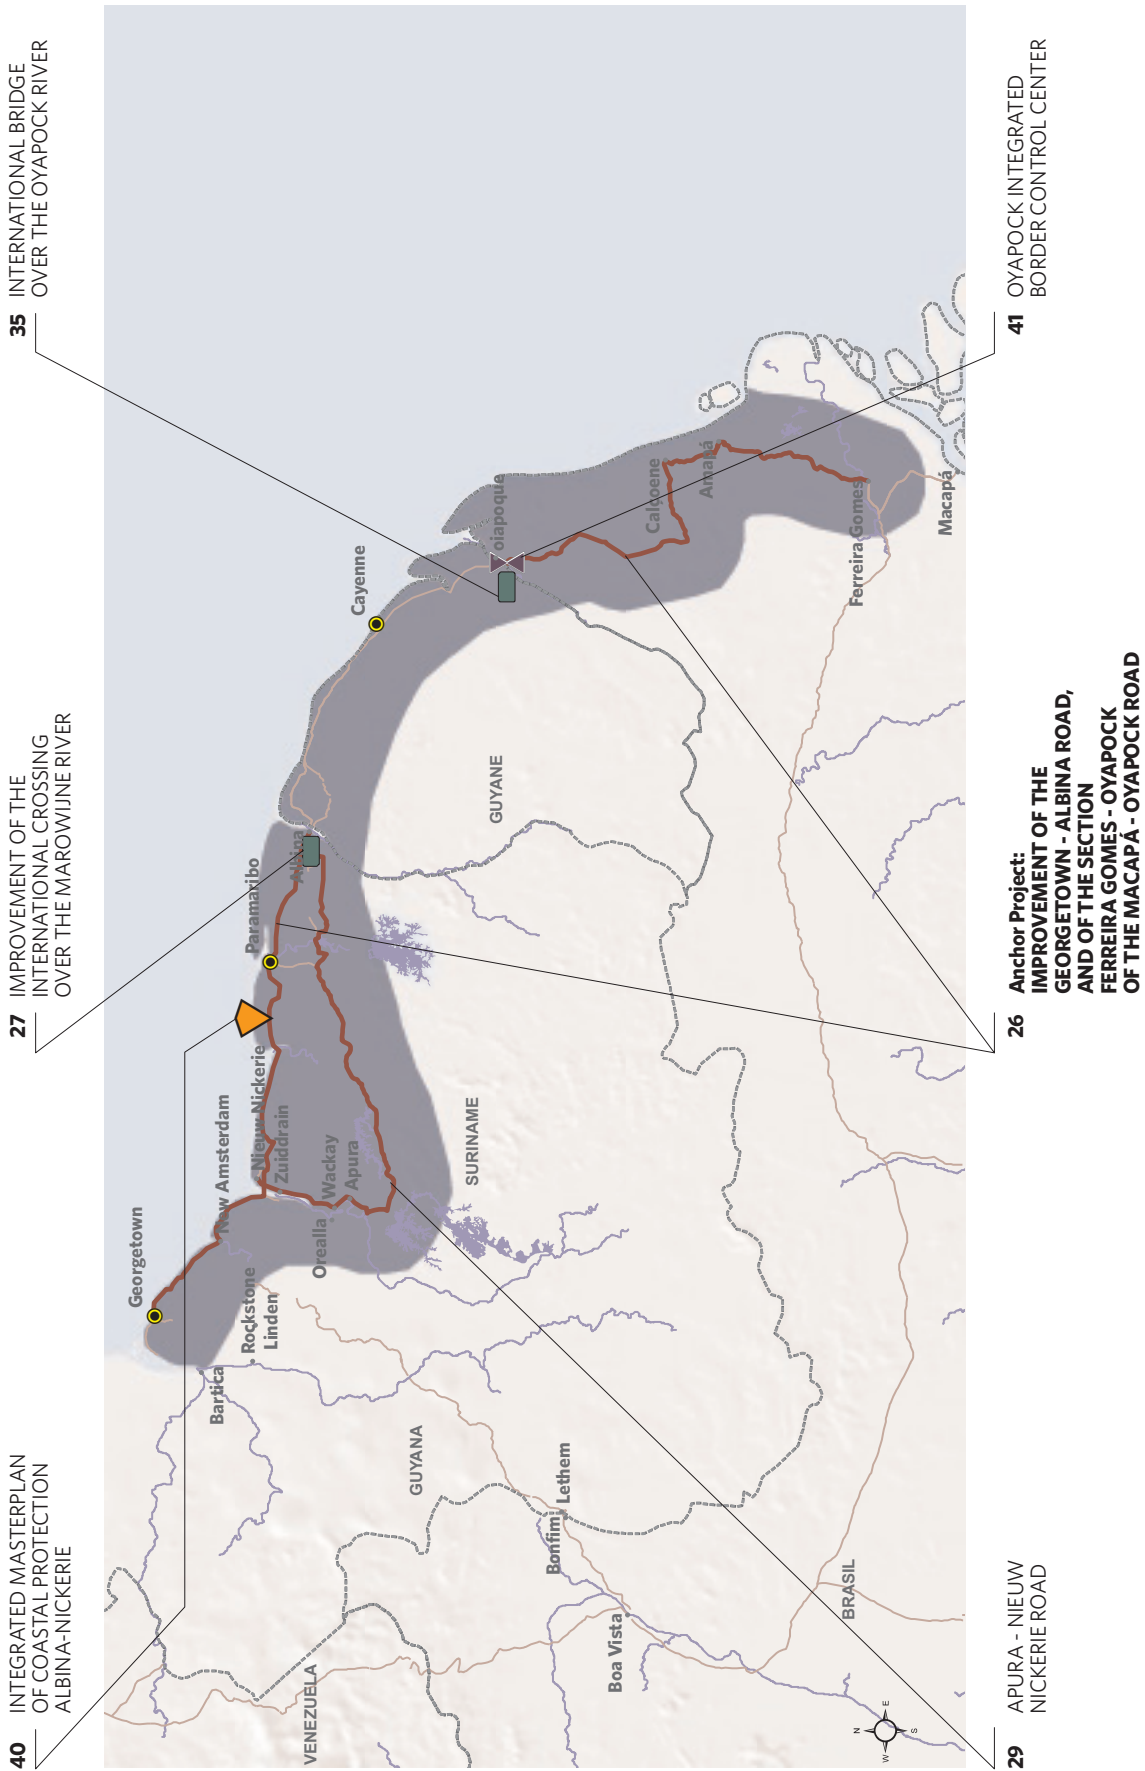 40 INTEGRATED MASTERPLAN
OF COASTAL PROTECTION
ALBINA-NICKERIE
27 IMPROVEMENT OF THE
INTERNATIONAL CROSSING
OVER THE MAROWIJNE RIVER
35 INTERNATIONAL BRIDGE
OVER THE OYAPOCK RIVER
Georgetown
New Amsterdam
Nieuw Nickerie
Zuiddrain
Paramaribo
Albina
Cayenne
oiapoque
Bartica
Rockstone
Linden
Orealla
Wackay
Apura
Calçoene
Amapá
GUYANA
SURINAME
GUYANE
VENEZUELA
Bonfim
Lethem
Boa Vista
BRASIL
Ferreira Gomes
Macapá
N
W
E
S
29 APURA - NIEUW
NICKERIE ROAD
26 Anchor Project:
IMPROVEMENT OF THE
GEORGETOWN - ALBINA ROAD,
AND OF THE SECTION
FERREIRA GOMES - OYAPOCK
OF THE MACAPÁ - OYAPOCK ROAD
41 OYAPOCK INTEGRATED
BORDER CONTROL CENTER